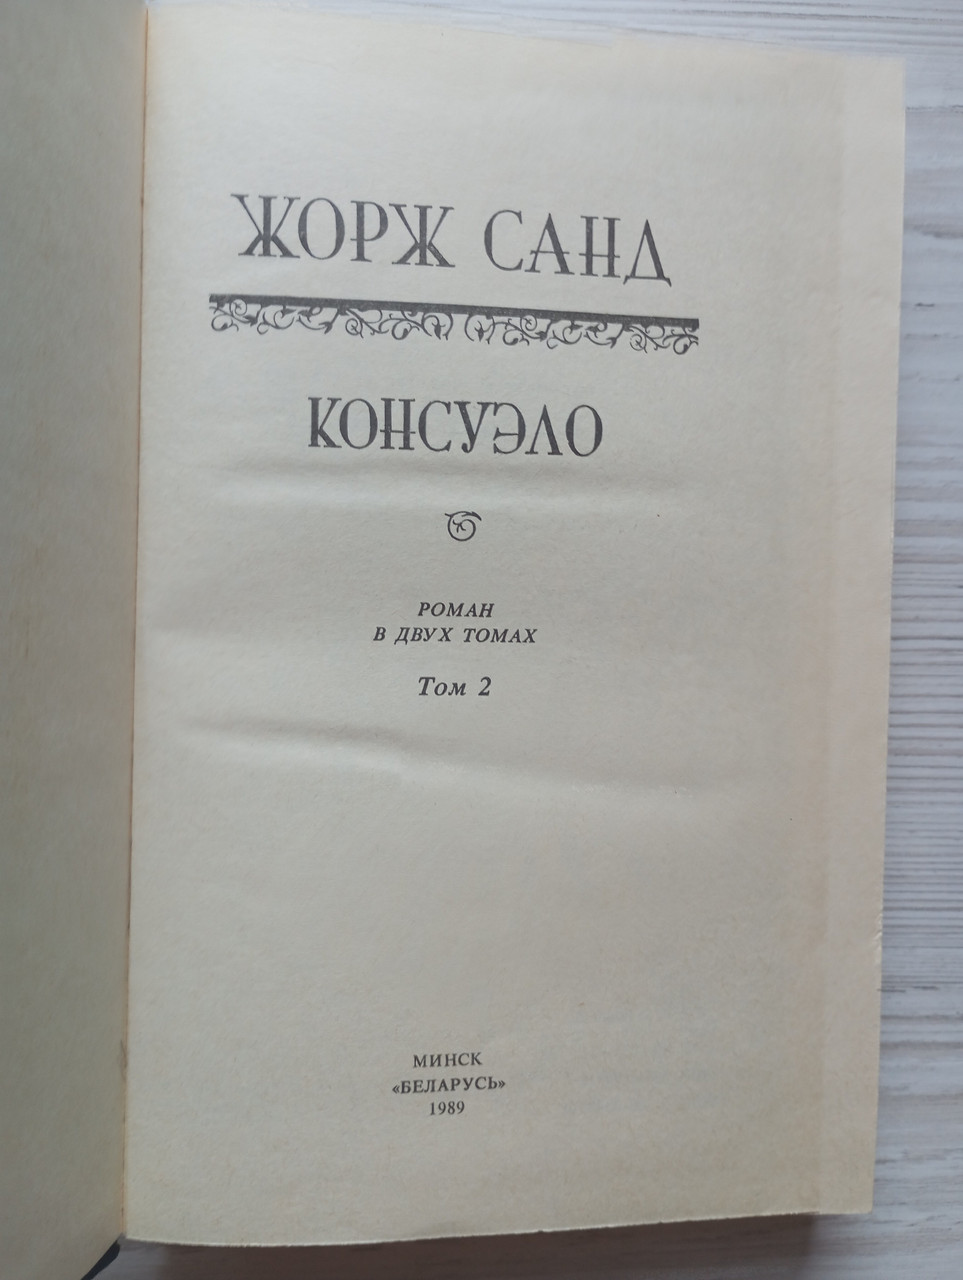 ЖОРЖ САНД
КОНСУЭЛО
РОМАН
В ДВУХ ТОМАХ
Том 2
МИНСК
«БЕЛАРУСЬ»
1989